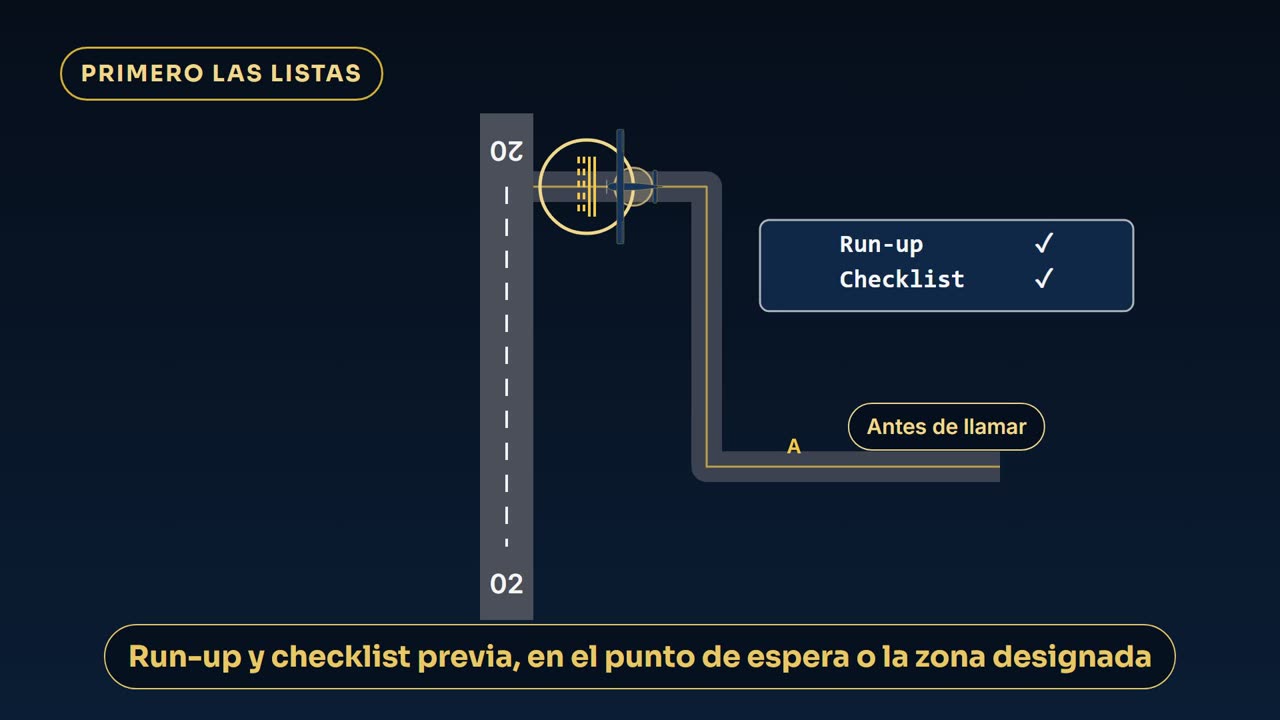 PRIMERO LAS LISTAS
20
Run-up ✓
Checklist ✓
Antes de llamar
A
02
Run-up y checklist previa, en el punto de espera o la zona designada